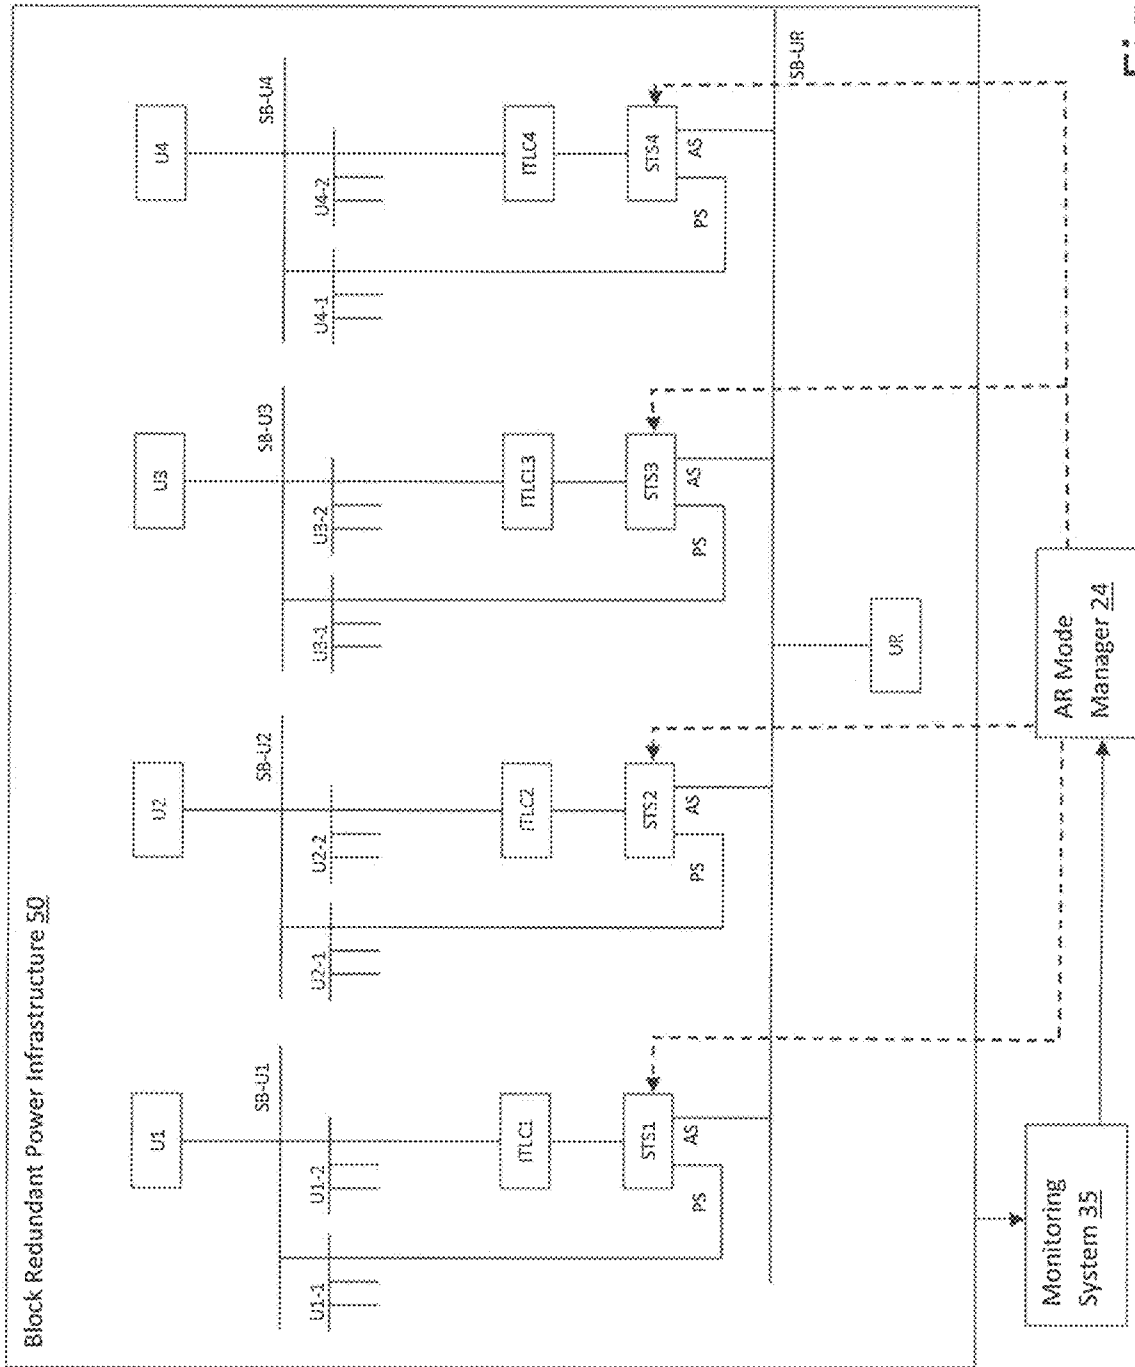 Block Redundant Power Infrastructure 50
U1
U2
U3
U4
SB-U1
SB-U2
SB-U3
SB-U4
U1-1
U1-2
U2-1
U2-2
U3-1
U3-2
U4-1
U4-2
ITLC1
ITLC2
ITLCL3
ITLC4
STS1
STS2
STS3
STS4
PS
AS
PS
AS
PS
AS
PS
AS
SB-UR
UR
Monitoring
System 35
AR Mode
Manager 24